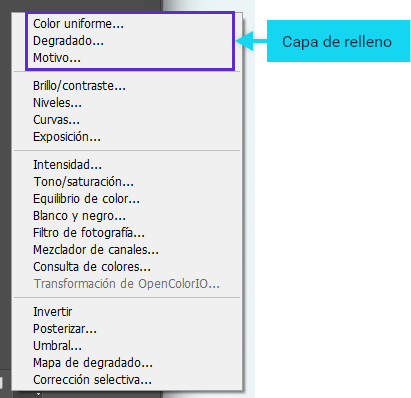 Color uniforme...
Degradado...
Motivo...
Capa de relleno
Brillo/contraste...
Niveles...
Curvas...
Exposición...
Intensidad...
Tono/saturación...
Equilibrio de color...
Blanco y negro...
Filtro de fotografía...
Mezclador de canales...
Consulta de colores...
Transformación de OpenColorIO...
Invertir
Posterizar...
Umbral...
Mapa de degradado...
Corrección selectiva...